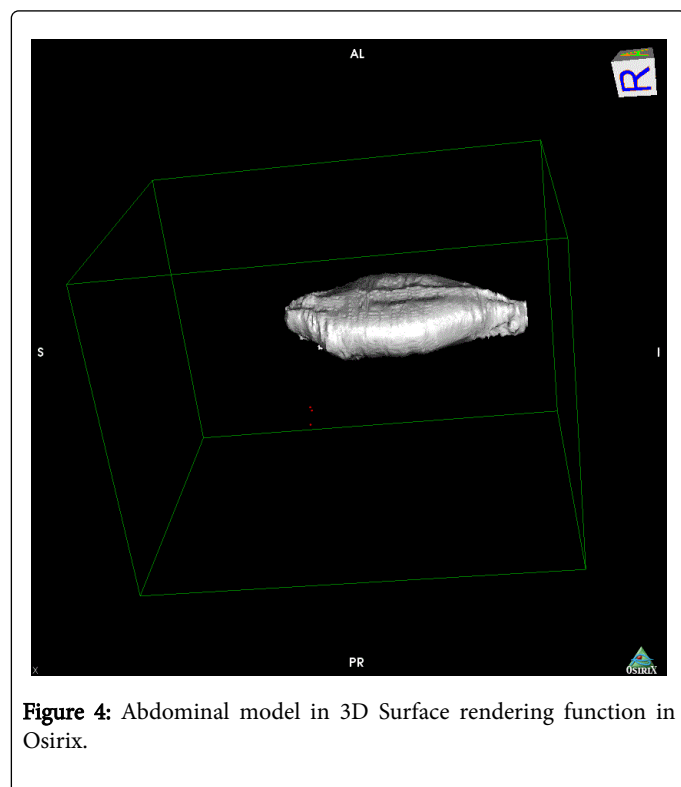 AL
R
S
I
X
PR
OSIRIX
Figure 4: Abdominal model in 3D Surface rendering function in
Osirix.